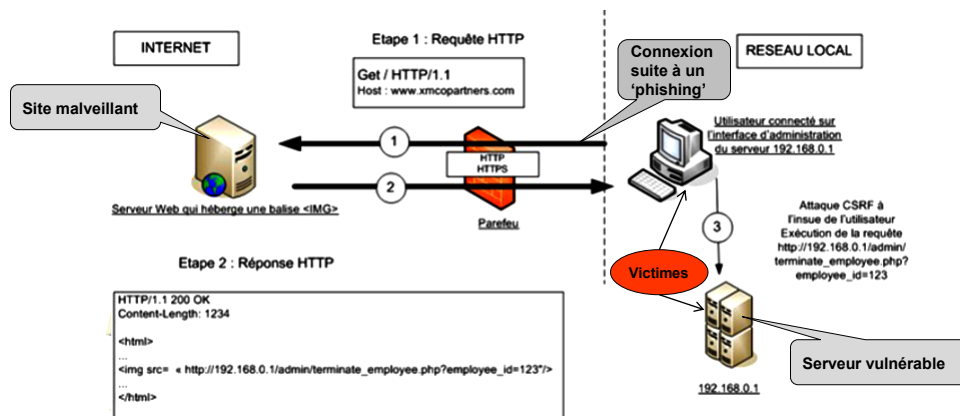 INTERNET
Etape 1 : Requête HTTP
Get / HTTP/1.1
Host : www.xmcopartners.com
Connexion
suite à un
‘phishing’
RESEAU LOCAL
Site malveillant
Utilisateur connecté sur
l'interface d'administration
du serveur 192.168.0.1
1
HTTP
HTTPS
2
Serveur Web qui héberge une balise <IMG>
Parefeu
3
Attaque CSRF à
l'insue de l'utilisateur
Exécution de la requête
http://192.168.0.1/admin/
terminate_employee.php?
employee_id=123
Victimes
Etape 2 : Réponse HTTP
HTTP/1.1 200 OK
Content-Length: 1234
<html>
...
<img src= « http://192.168.0.1/admin/terminate_employee.php?employee_id=123"/>
...
</html>
Serveur vulnérable
192.168.0.1